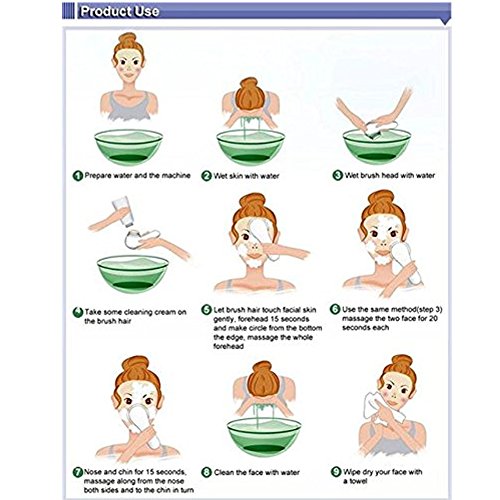 Product Use
1 Prepare water and the machine
2 Wet skin with water
3 Wet brush head with water
4 Take some cleaning cream on
the brush hair
5 Let brush hair touch facial skin
gently, forehead 15 seconds
and make circle from the bottom
the edge, massage the whole
forehead
6 Use the same method(step 3)
massage the two face for 20
seconds each
7 Nose and chin for 15 seconds,
massage along from the nose
both sides and to the chin in turn
8 Clean the face with water
9 Wipe dry your face with
a towel